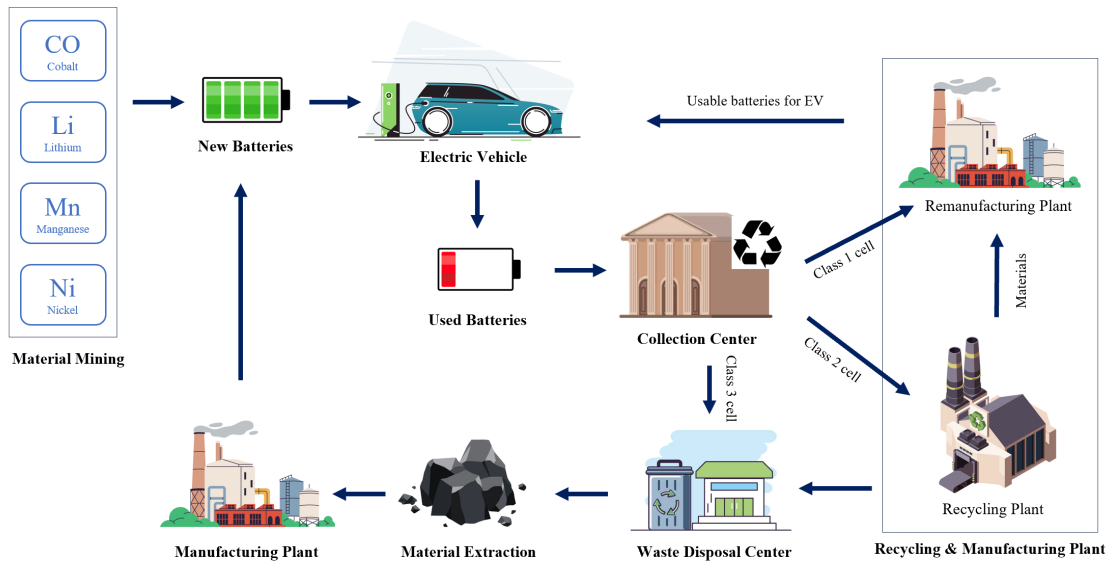 CO
Cobalt
Li
Lithium
Mn
Manganese
Ni
Nickel
Material Mining
New Batteries
Electric Vehicle
Usable batteries for EV
Remanufacturing Plant
Used Batteries
Collection Center
Class 1 cell
Class 2 cell
Class 3 cell
Materials
Recycling Plant
Recycling & Manufacturing Plant
Waste Disposal Center
Material Extraction
Manufacturing Plant